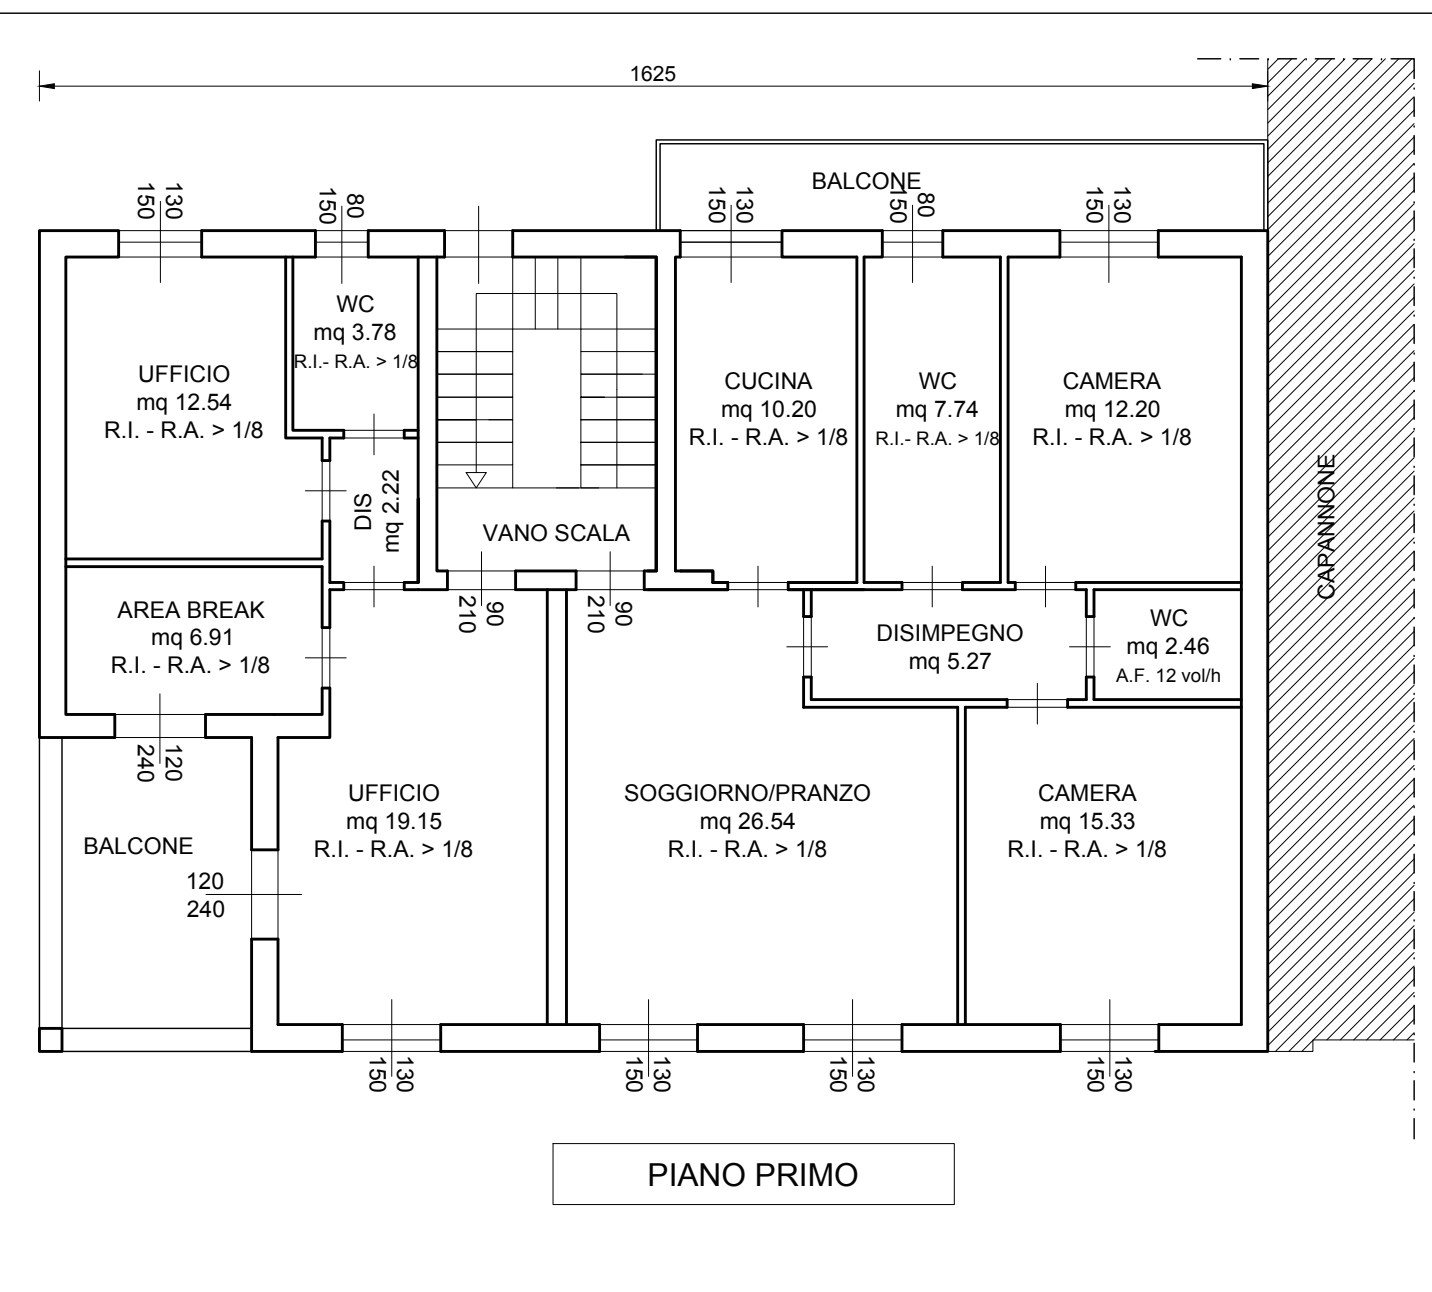 1625
BALCONE
130
150
80
150
130
150
80
150
130
150
WC
mq 3.78
R.I.- R.A. > 1/8
UFFICIO
mq 12.54
R.I. - R.A. > 1/8
CUCINA
mq 10.20
R.I. - R.A. > 1/8
WC
mq 7.74
R.I.- R.A. > 1/8
CAMERA
mq 12.20
R.I. - R.A. > 1/8
CAPANNONE
DIS
mq 2.22
VANO SCALA
90
210
90
210
AREA BREAK
mq 6.91
R.I. - R.A. > 1/8
DISIMPEGNO
mq 5.27
WC
mq 2.46
A.F. 12 vol/h
120
240
BALCONE
120
240
UFFICIO
mq 19.15
R.I. - R.A. > 1/8
SOGGIORNO/PRANZO
mq 26.54
R.I. - R.A. > 1/8
CAMERA
mq 15.33
R.I. - R.A. > 1/8
130
150
130
150
130
150
130
150
PIANO PRIMO